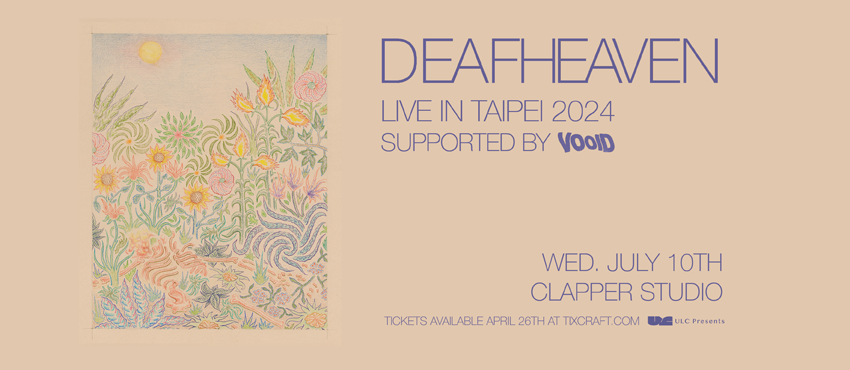 DEAFHEAVEN
LIVE IN TAIPEI 2024
SUPPORTED BY VOOID
WED. JULY 10TH
CLAPPER STUDIO
TICKETS AVAILABLE APRIL 26TH AT TIXCRAFT.COM ULC ULC Presents